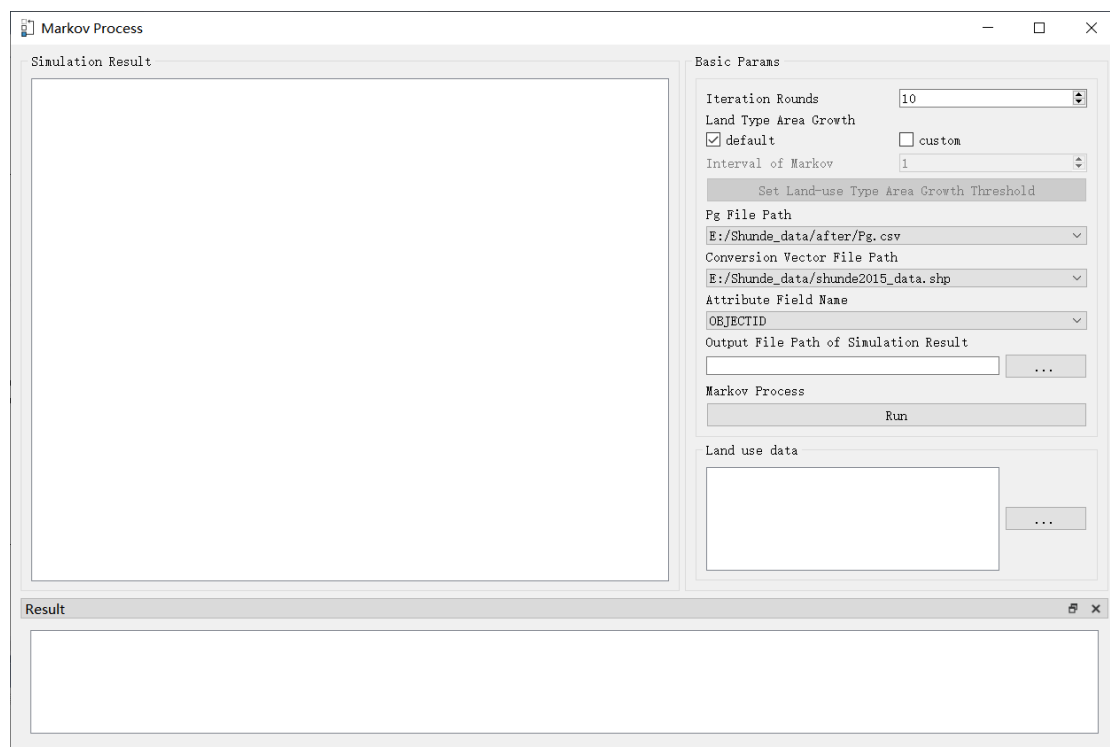 Markov Process
Simulation Result
Basic Params
Iteration Rounds 10
Land Type Area Growth
default custom
Interval of Markov 1
Set Land-use Type Area Growth Threshold
Pg File Path
E:/Shunde_data/after/Pg.csv
Conversion Vector File Path
E:/Shunde_data/shunde2015_data.shp
Attribute Field Name
OBJECTID
Output File Path of Simulation Result
...
Markov Process
Run
Land use data
...
Result